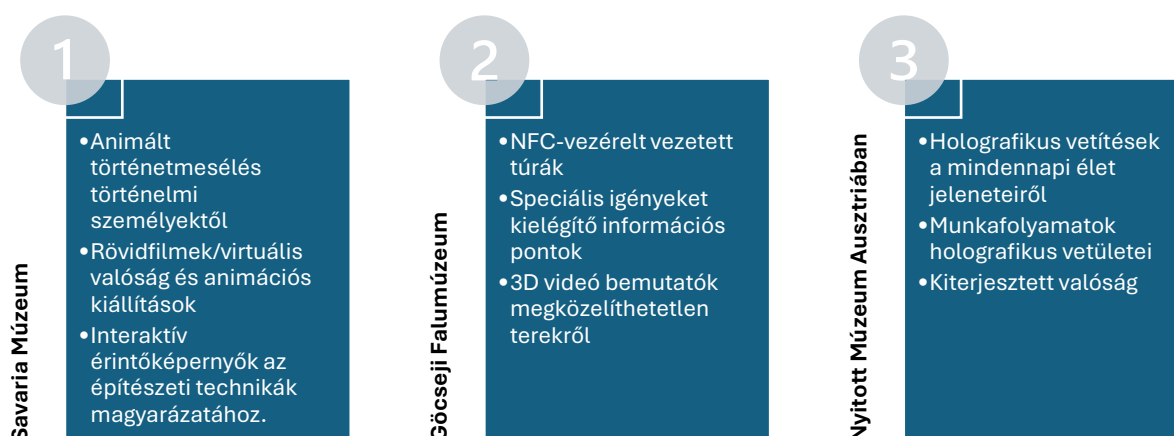 1
Savaria Múzeum
•Animált
történetmesélés
történelmi
személyektől
•Rövidfilmek/virtuális
valóság és animációs
kiállítások
•Interaktív
érintőképernyők az
építészeti technikák
magyarázatához.
2
Göcseji Falumúzeum
•NFC-vezérelt vezetett
túrák
•Speciális igényeket
kielégítő információs
pontok
•3D videó bemutatók
megközelíthetetlen
terekről
3
Nyitott Múzeum Ausztriában
•Holografikus vetítések
a mindennapi élet
jeleneteiről
•Munkafolyamatok
holografikus vetületei
•Kiterjesztett valóság